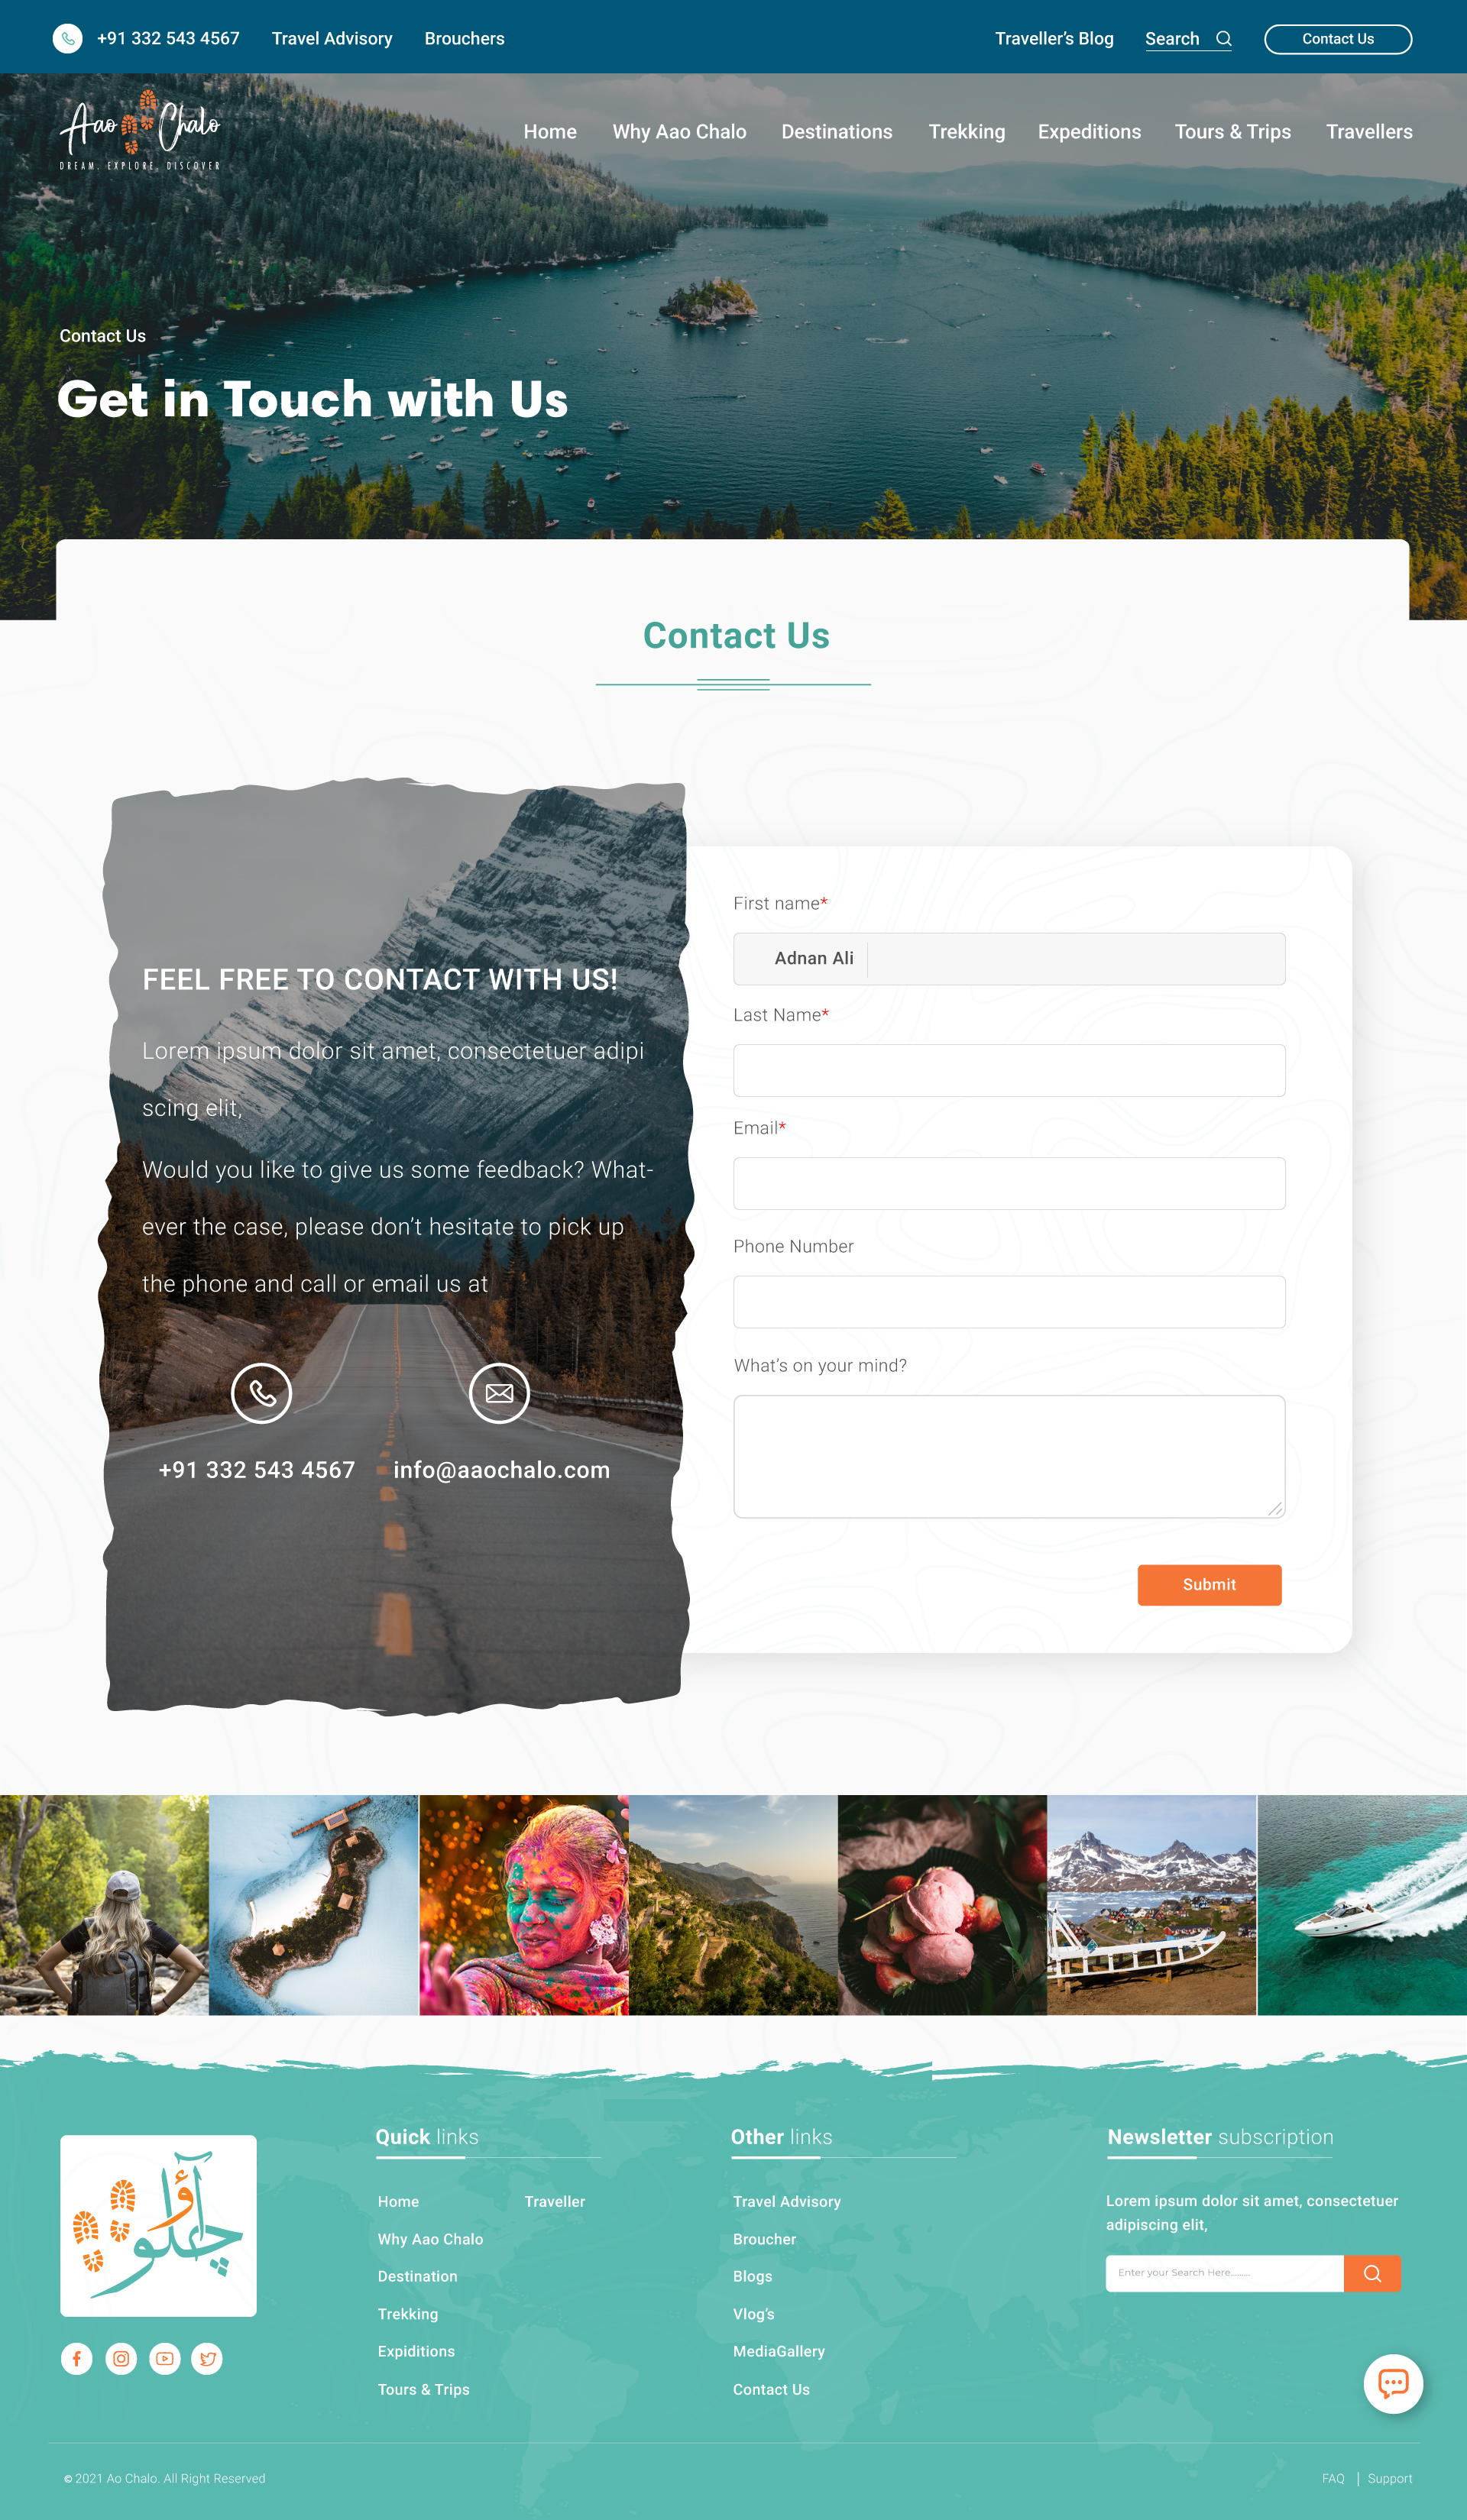 +91 332 543 4567 Travel Advisory Brouchers Traveller’s Blog Search Contact Us
Aao Chalo
DREAM. EXPLORE. DISCOVER
Home Why Aao Chalo Destinations Trekking Expeditions Tours & Trips Travellers
Contact Us
Get in Touch with Us
Contact Us
FEEL FREE TO CONTACT WITH US!
Lorem ipsum dolor sit amet, consectetuer adipi
scing elit,
Would you like to give us some feedback? What-
ever the case, please don’t hesitate to pick up
the phone and call or email us at
+91 332 543 4567 info@aaochalo.com
First name*
Adnan Ali
Last Name*
Email*
Phone Number
What’s on your mind?
Submit
آؤ
چلو
Quick links
Home Traveller
Why Aao Chalo
Destination
Trekking
Expiditions
Tours & Trips
Other links
Travel Advisory
Broucher
Blogs
Vlog’s
MediaGallery
Contact Us
Newsletter subscription
Lorem ipsum dolor sit amet, consectetuer
adipiscing elit,
Enter your Search Here.........
© 2021 Ao Chalo. All Right Reserved FAQ | Support